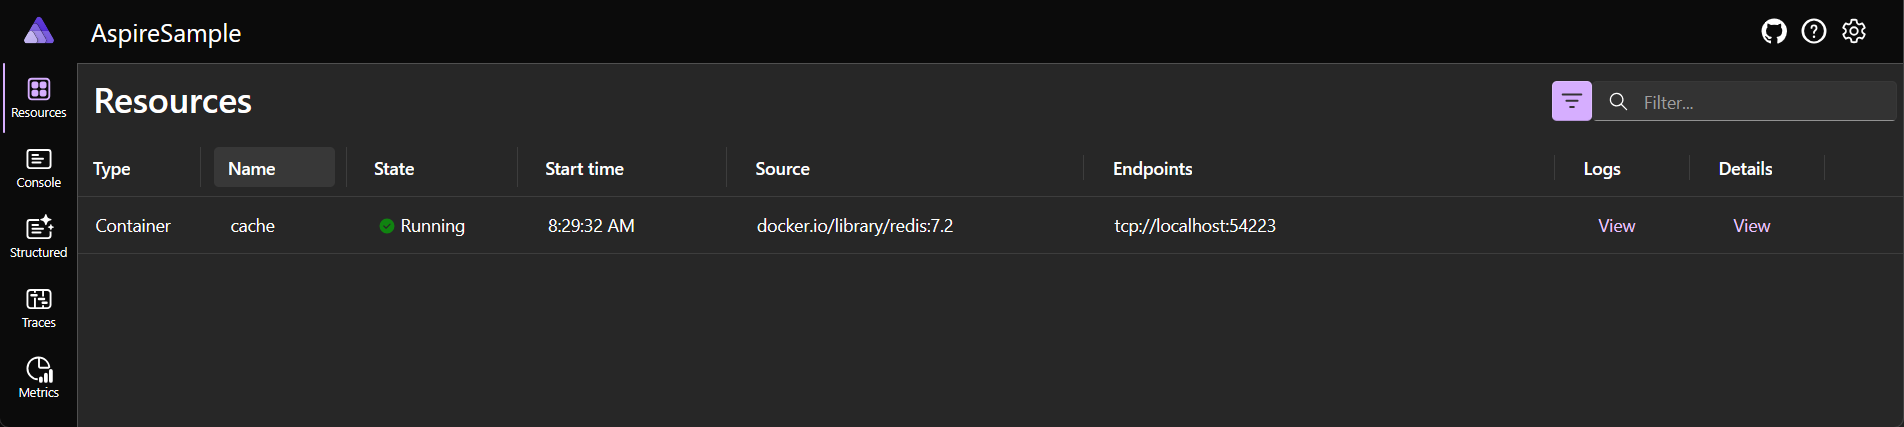 AspireSample
Resources
Console
Structured
Traces
Metrics
Resources
Filter...
Type Name State Start time Source Endpoints Logs Details
Container cache Running 8:29:32 AM docker.io/library/redis:7.2 tcp://localhost:54223 View View